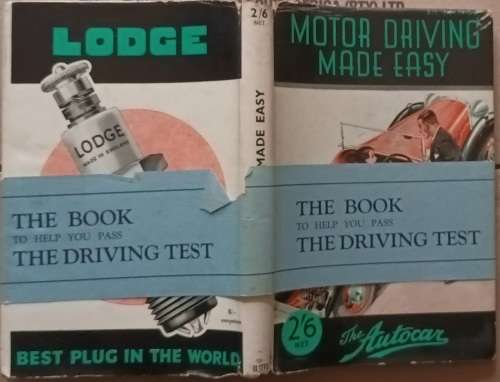 LODGE
LODGE
MADE IN ENGLAND
THE BOOK
TO HELP YOU PASS
THE DRIVING TEST
BEST PLUG IN THE WORLD
2/6
NET
MADE EASY
MOTOR DRIVING
MADE EASY
THE BOOK
TO HELP YOU PASS
THE DRIVING TEST
2/6
NET
The Autocar